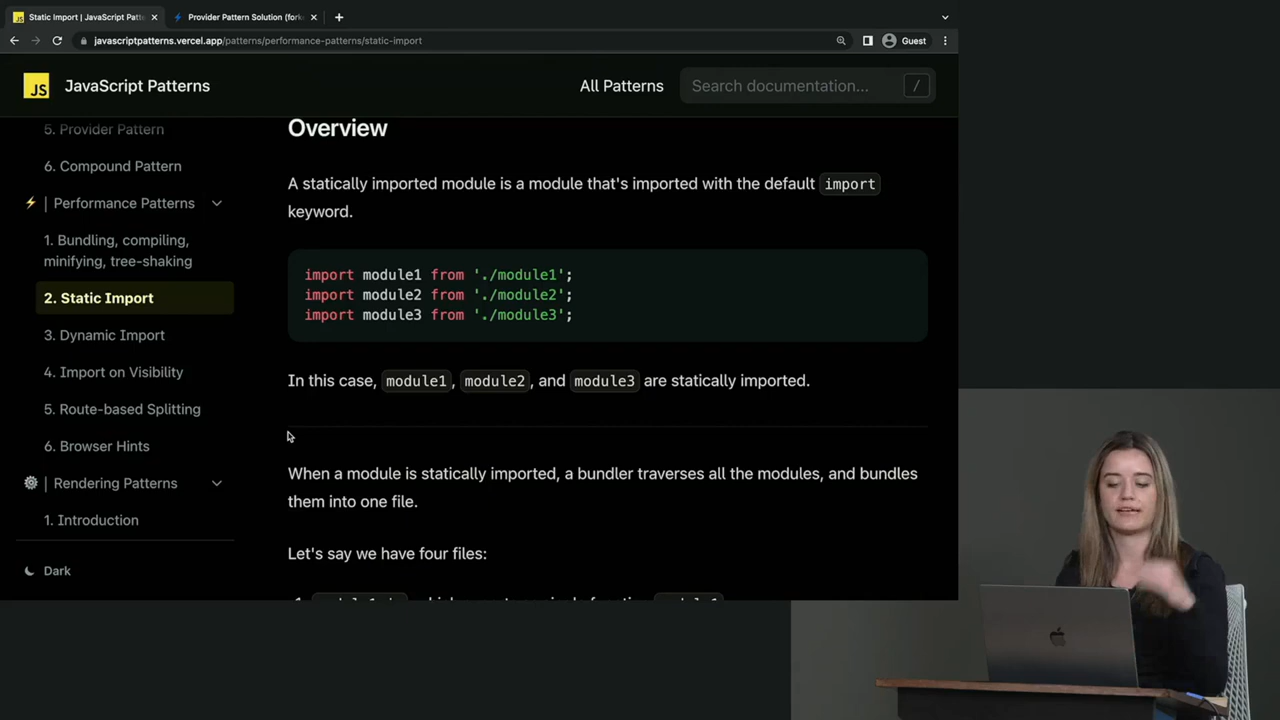 Static Import | JavaScript Patte
Provider Pattern Solution (fork
javascriptpatterns.vercel.app/patterns/performance-patterns/static-import
Guest
JS
JavaScript Patterns
All Patterns
Search documentation...
/
5. Provider Pattern
6. Compound Pattern
Performance Patterns
1. Bundling, compiling,
minifying, tree-shaking
2. Static Import
3. Dynamic Import
4. Import on Visibility
5. Route-based Splitting
6. Browser Hints
Rendering Patterns
1. Introduction
Dark
Overview
A statically imported module is a module that's imported with the default import
keyword.
import module1 from './module1';
import module2 from './module2';
import module3 from './module3';
In this case, module1, module2, and module3 are statically imported.
When a module is statically imported, a bundler traverses all the modules, and bundles
them into one file.
Let's say we have four files: